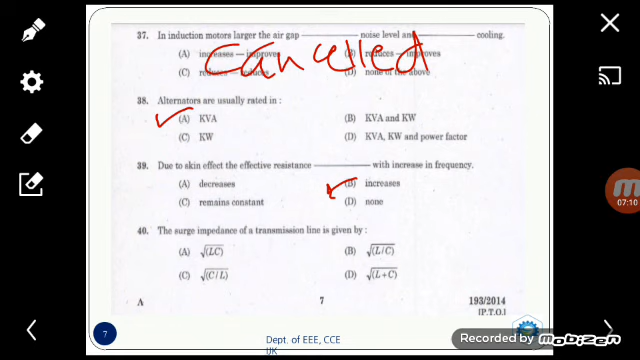 37. In induction motors larger the air gap ———— noise level and ———— cooling.
(A) increases – improves (B) reduces – improves
cancelled
(C) reduces – reduces (D) none of the above
38. Alternators are usually rated in :
(A) KVA (B) KVA and KW
(C) KW (D) KVA, KW and power factor
39. Due to skin effect the effective resistance ———— with increase in frequency.
(A) decreases (B) increases
(C) remains constant (D) none
40. The surge impedance of a transmission line is given by :
(A) √(LC) (B) √(L/C)
(C) √(C/L) (D) √(L+C)
A 7 193/2014
[P.T.O.]
7
Dept. of EEE, CCE
IJK
07:10
Recorded by mobizen